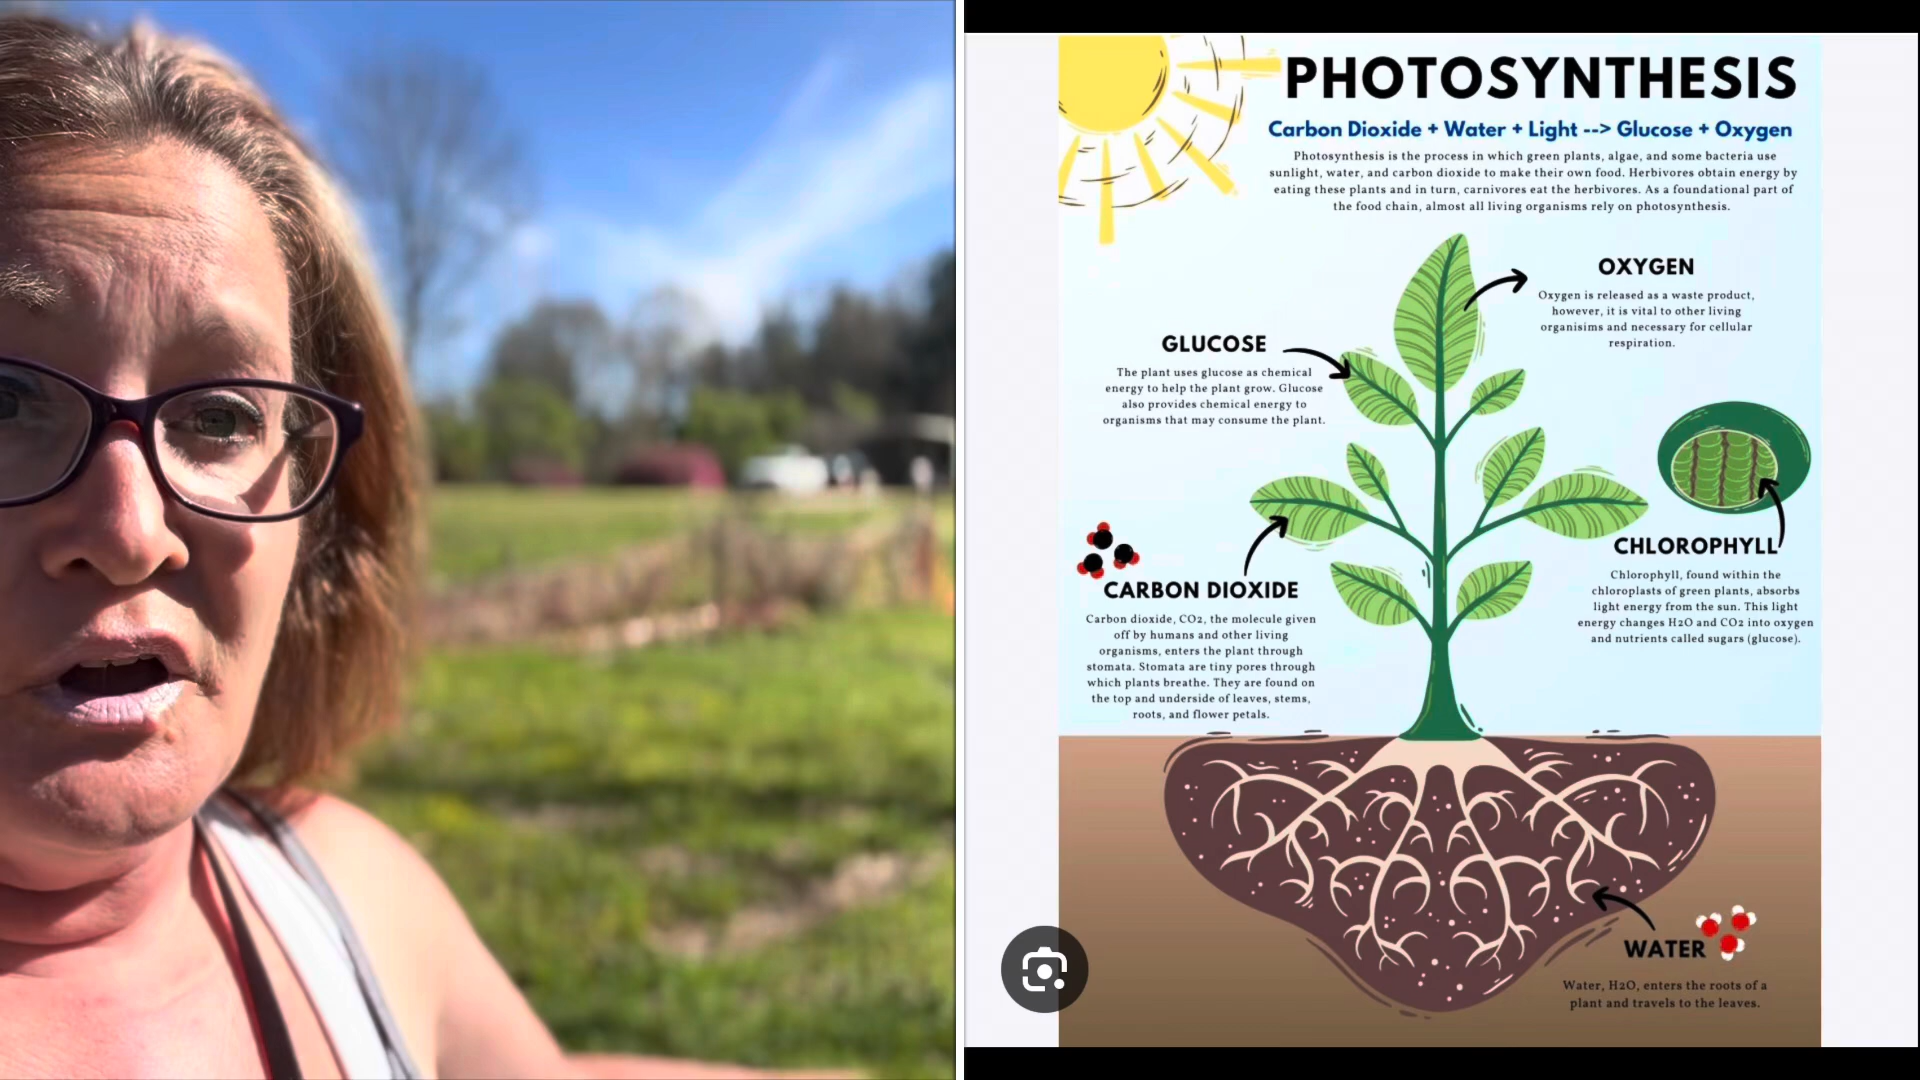 PHOTOSYNTHESIS
Carbon Dioxide + Water + Light --> Glucose + Oxygen
Photosynthesis is the process in which green plants, algae, and some bacteria use
sunlight, water, and carbon dioxide to make their own food. Herbivores obtain energy by
eating these plants and in turn, carnivores eat the herbivores. As a foundational part of
the food chain, almost all living organisms rely on photosynthesis.
OXYGEN
Oxygen is released as a waste product,
however, it is vital to other living
organisims and necessary for cellular
respiration.
GLUCOSE
The plant uses glucose as chemical
energy to help the plant grow. Glucose
also provides chemical energy to
organisms that may consume the plant.
CHLOROPHYLL
Chlorophyll, found within the
chloroplasts of green plants, absorbs
light energy from the sun. This light
energy changes H2O and CO2 into oxygen
and nutrients called sugars (glucose).
CARBON DIOXIDE
Carbon dioxide, CO2, the molecule given
off by humans and other living
organisms, enters the plant through
stomata. Stomata are tiny pores through
which plants breathe. They are found on
the top and underside of leaves, stems,
roots, and flower petals.
WATER
Water, H2O, enters the roots of a
plant and travels to the leaves.